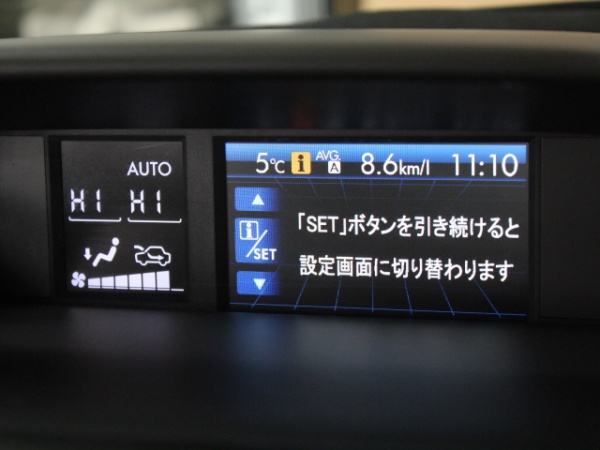 AUTO
HI HI
5℃ i AVG. A 8.6km/l 11:10
i/SET
「SET」ボタンを引き続けると
設定画面に切り替わります